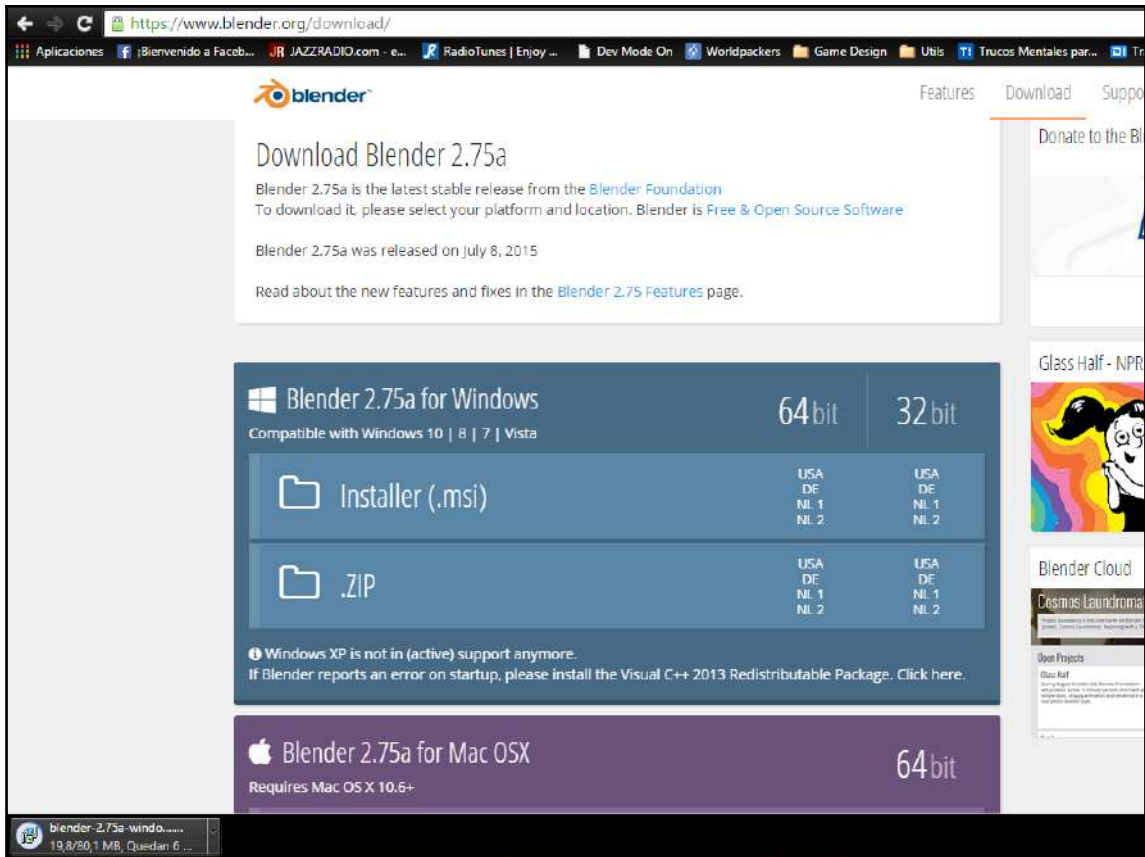 https://www.blender.org/download/
Aplicaciones ¡Bienvenido a Faceb... JAZZRADIO.com - e... RadioTunes | Enjoy ... Dev Mode On Worldpackers Game Design Utils Trucos Mentales par... Tr
blender
Features Download Suppo
Download Blender 2.75a
Blender 2.75a is the latest stable release from the Blender Foundation
To download it, please select your platform and location. Blender is Free & Open Source Software
Blender 2.75a was released on July 8, 2015
Read about the new features and fixes in the Blender 2.75 Features page.
Donate to the Bl
Blender 2.75a for Windows
Compatible with Windows 10 | 8 | 7 | Vista
64bit 32bit
Installer (.msi)
USA USA
DE DE
NL 1 NL 1
NL 2 NL 2
.ZIP
USA USA
DE DE
NL 1 NL 1
NL 2 NL 2
Windows XP is not in (active) support anymore.
If Blender reports an error on startup, please install the Visual C++ 2013 Redistributable Package. Click here.
Glass Half - NPR
Blender Cloud
Cosmos Laundroma
Open Projects
Glass Half
Blender 2.75a for Mac OSX
Requires Mac OS X 10.6+
64bit
blender-2.75a-windo......
19,8/80,1 MB, Quedan 6 ...